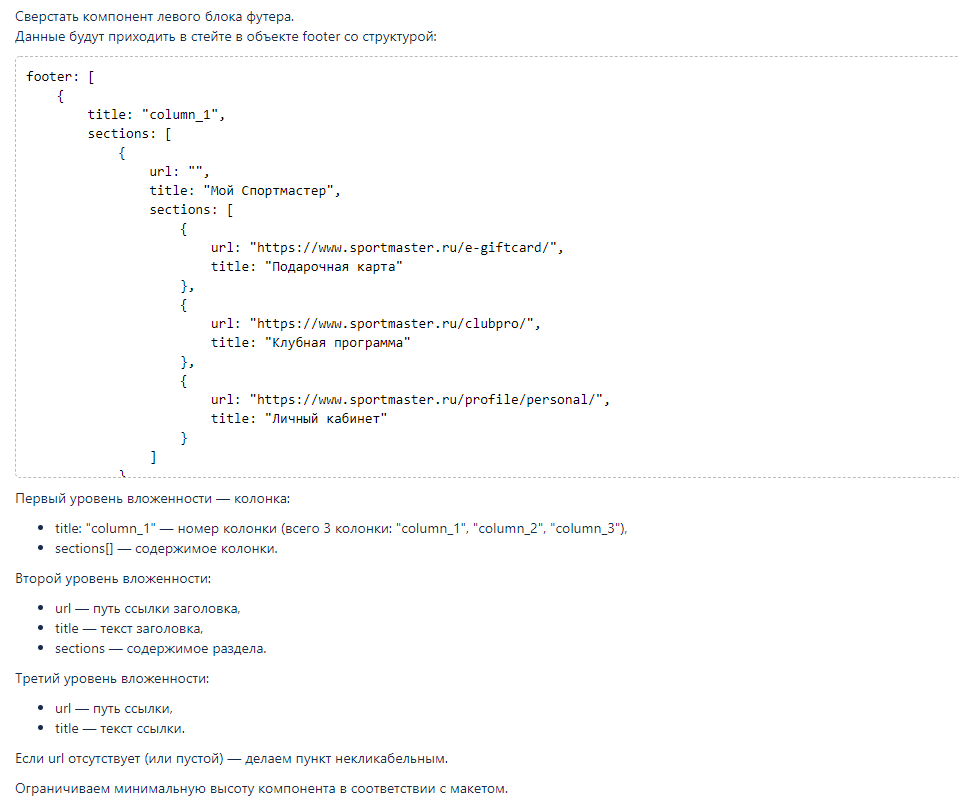 Сверстать компонент левого блока футера.
Данные будут приходить в стейте в объекте footer со структурой:
footer: [
{
title: "column_1",
sections: [
{
url: "",
title: "Мой Спортмастер",
sections: [
{
url: "https://www.sportmaster.ru/e-giftcard/",
title: "Подарочная карта"
},
{
url: "https://www.sportmaster.ru/clubpro/",
title: "Клубная программа"
},
{
url: "https://www.sportmaster.ru/profile/personal/",
title: "Личный кабинет"
}
]
}
Первый уровень вложенности — колонка:
• title: "column_1" — номер колонки (всего 3 колонки: "column_1", "column_2", "column_3"),
• sections[] — содержимое колонки.
Второй уровень вложенности:
• url — путь ссылки заголовка,
• title — текст заголовка,
• sections — содержимое раздела.
Третий уровень вложенности:
• url — путь ссылки,
• title — текст ссылки.
Если url отсутствует (или пустой) — делаем пункт некликабельным.
Ограничиваем минимальную высоту компонента в соответствии с макетом.